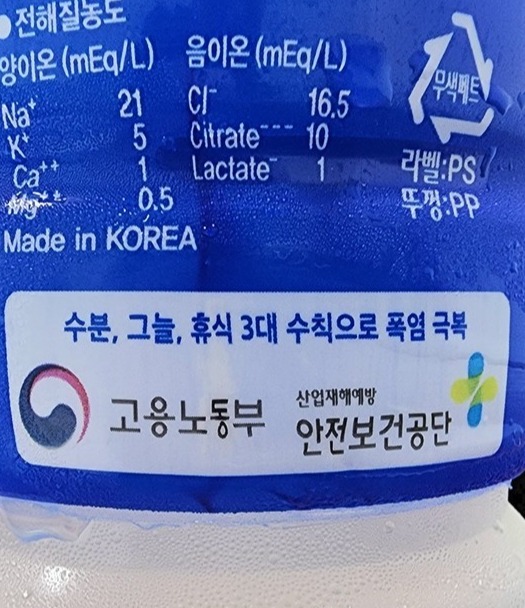 ●전해질농도
양이온(mEq/L) 음이온(mEq/L)
Na⁺ 21 Cl⁻ 16.5
K⁺ 5 Citrate⁻⁻⁻ 10
Ca⁺⁺ 1 Lactate⁻ 1
Mg⁺⁺ 0.5
Made in KOREA
무색페트
라벨:PS
뚜껑:PP
수분, 그늘, 휴식 3대 수칙으로 폭염 극복
고용노동부
산업재해예방
안전보건공단